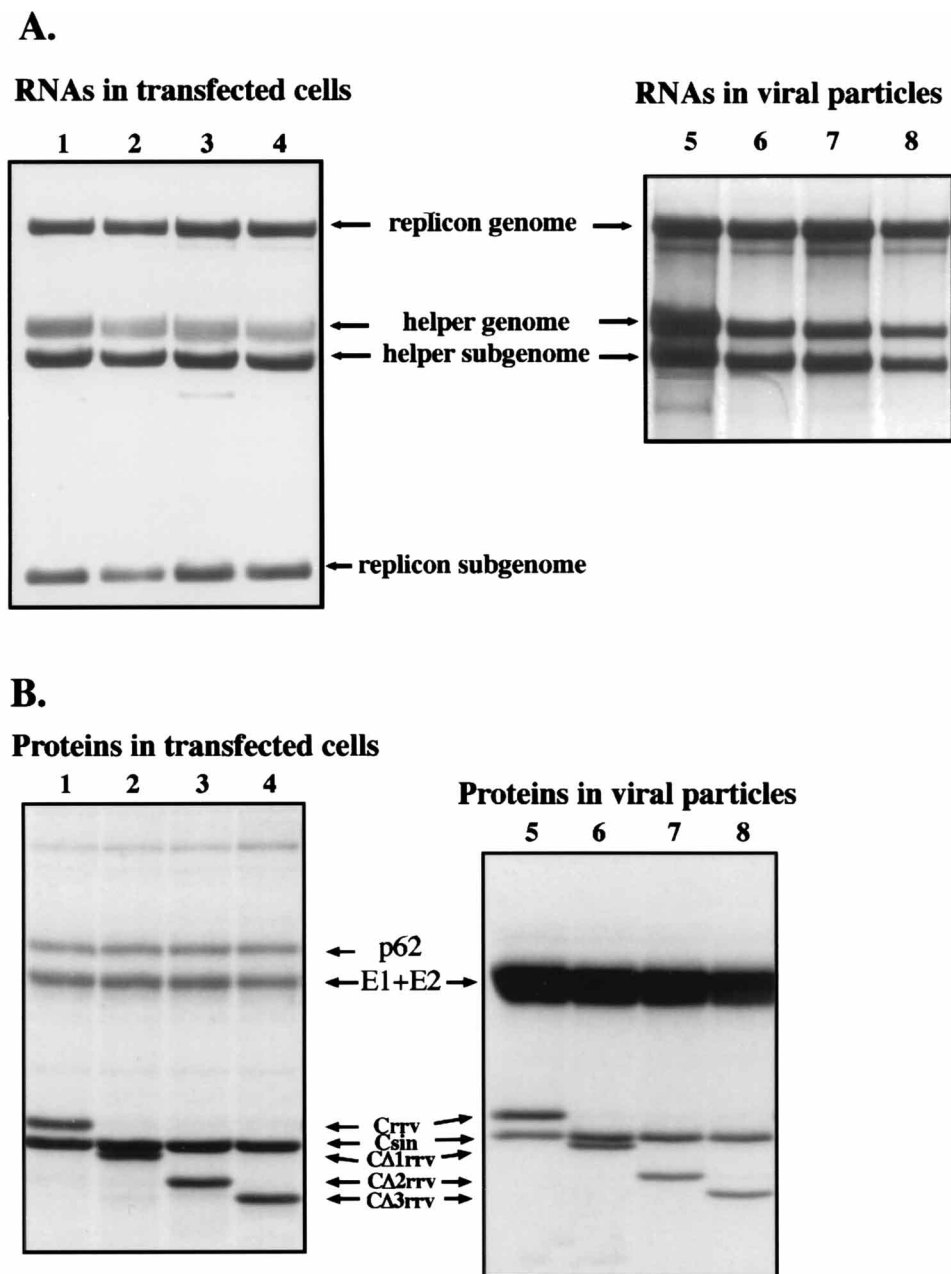 A.
RNAs in transfected cells
RNAs in viral particles
1 2 3 4
5 6 7 8
replicon genome
helper genome
helper subgenome
replicon subgenome
B.
Proteins in transfected cells
1 2 3 4
Proteins in viral particles
5 6 7 8
p62
E1+E2
Crrv
Csin
CΔ1rrv
CΔ2rrv
CΔ3rrv